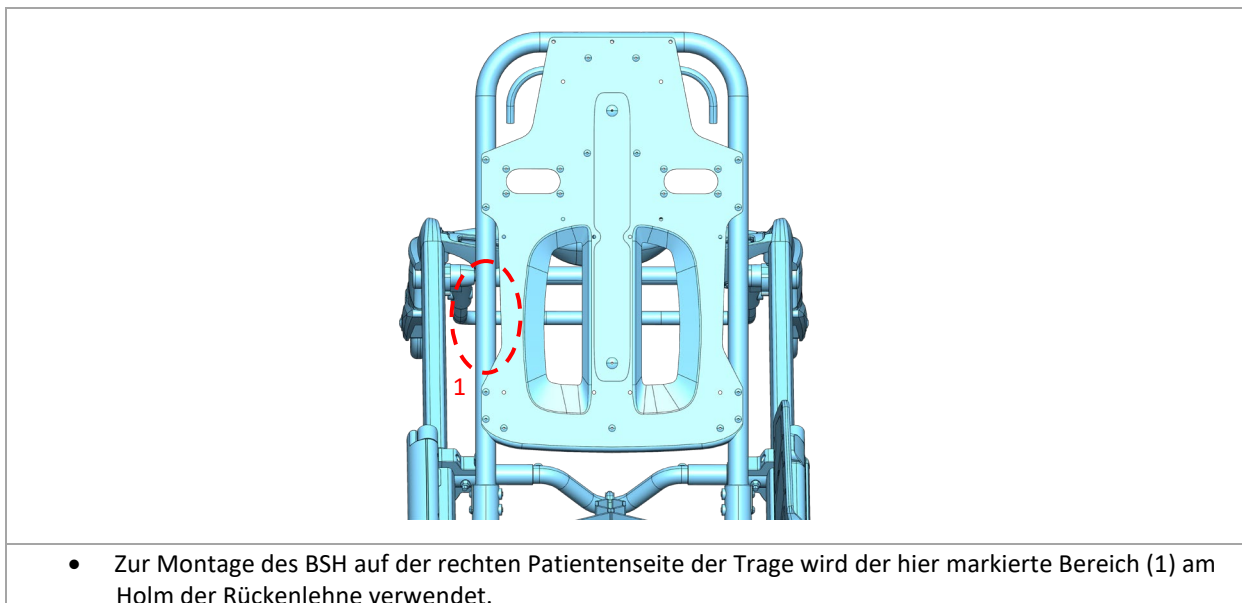 1
• Zur Montage des BSH auf der rechten Patientenseite der Trage wird der hier markierte Bereich (1) am
Holm der Rückenlehne verwendet.